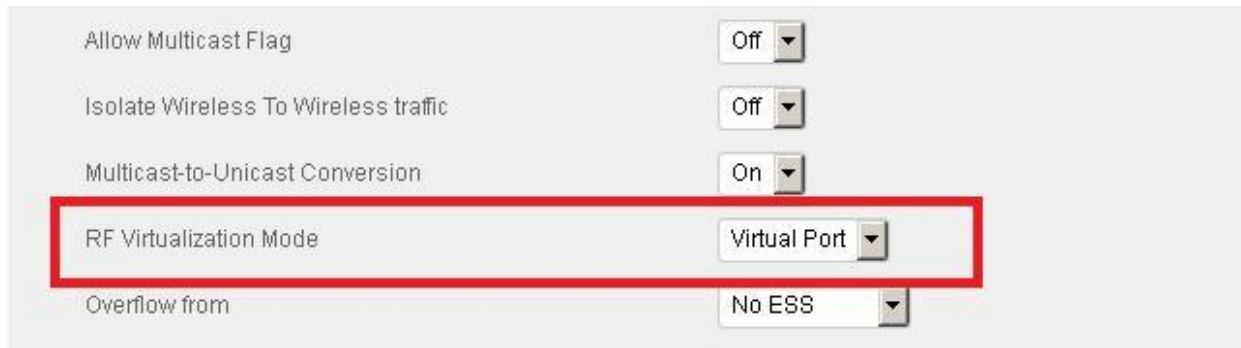 Allow Multicast Flag Off
Isolate Wireless To Wireless traffic Off
Multicast-to-Unicast Conversion On
RF Virtualization Mode Virtual Port
Overflow from No ESS